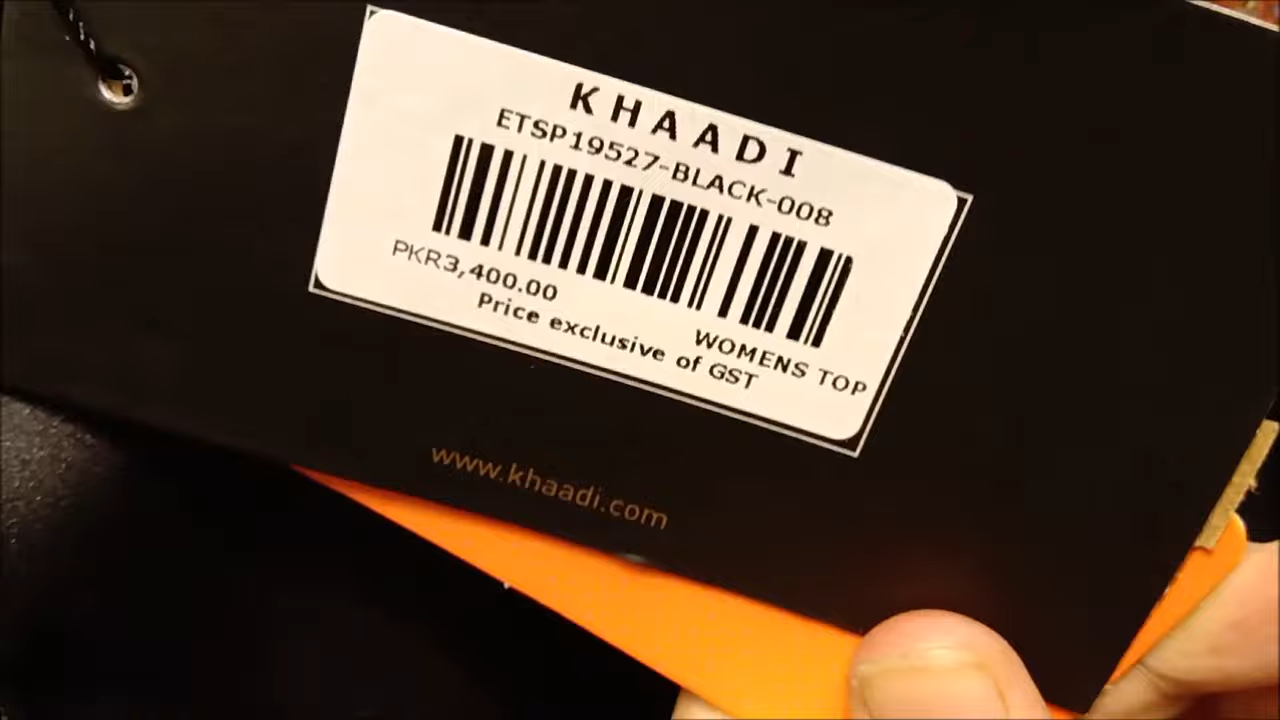 KHAADI
ETSP19527-BLACK-008
PKR3,400.00
WOMENS TOP
Price exclusive of GST
www.khaadi.com